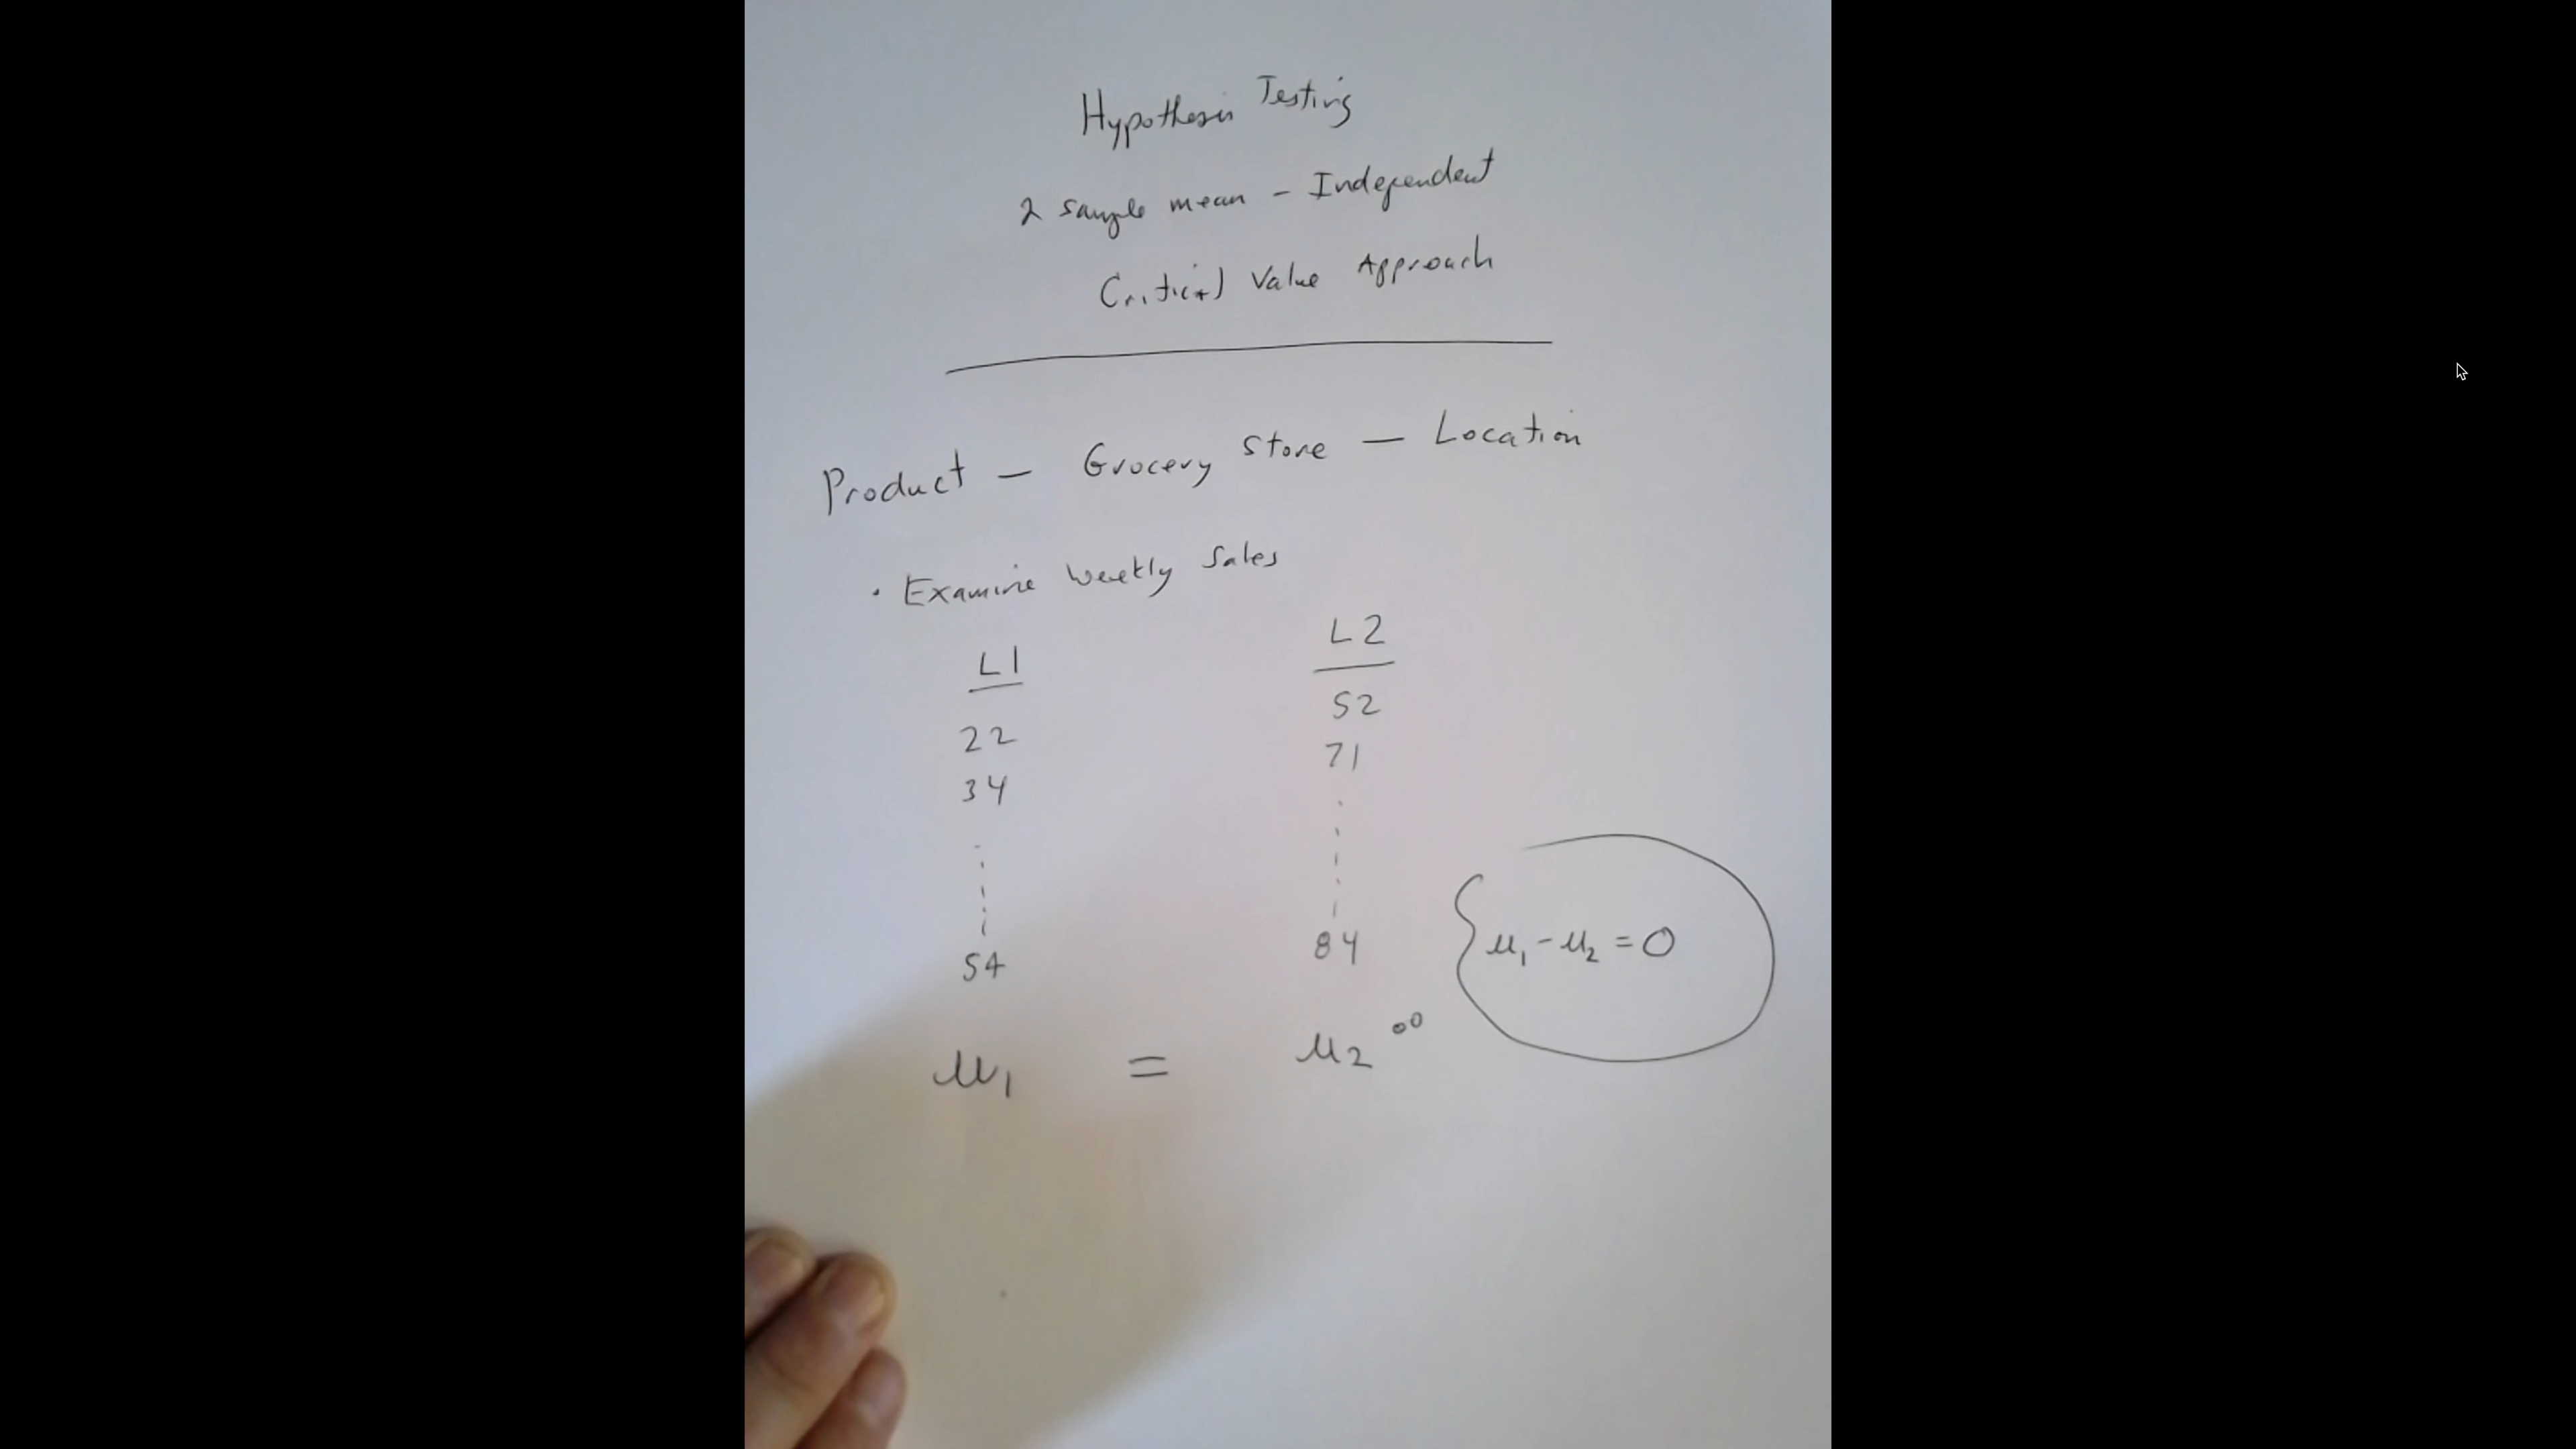 Hypothesis Testing
2 sample mean - Independent
Critical Value Approach
Product — Grocery Store — Location
• Examine Weekly Sales
L1 L2
22 52
34 71
54 84
{ μ₁ - μ₂ = 0
μ₁ = μ₂